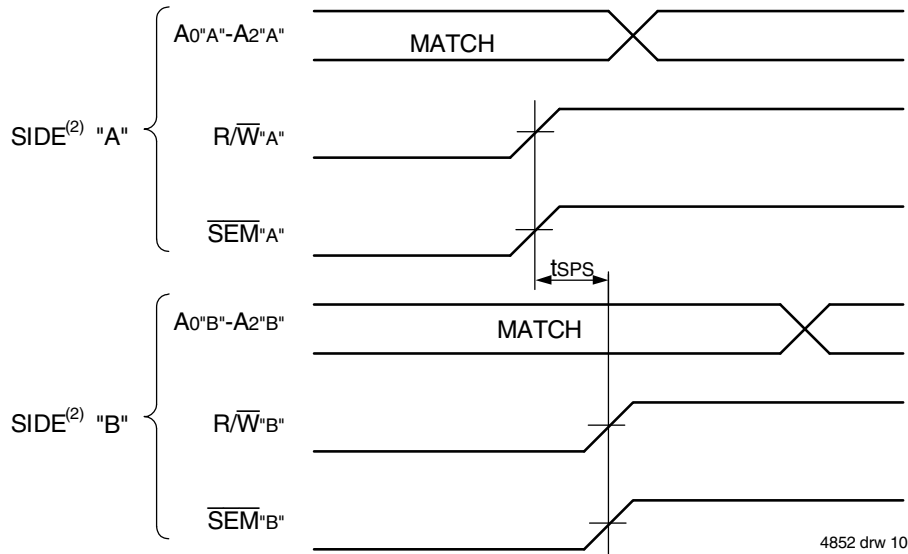 A0"A"-A2"A"
MATCH
SIDE(2) "A"
R/W"A"
SEM"A"
tSPS
A0"B"-A2"B"
MATCH
SIDE(2) "B"
R/W"B"
SEM"B"
4852 drw 10